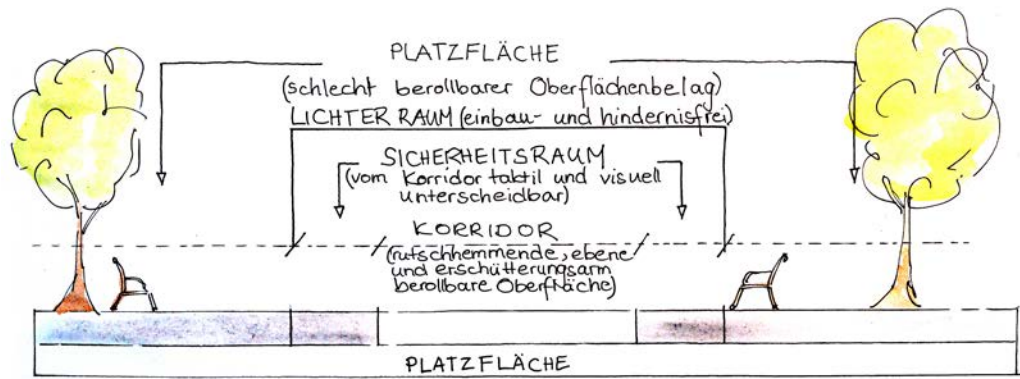 PLATZFLÄCHE
(schlecht berollbarer Oberflächenbelag)
LICHTER RAUM (einbau- und hindernisfrei)
SICHERHEITSRAUM
(vom Korridor taktil und visuell
unterscheidbar)
KORRIDOR
(rutschhemmende, ebene
und erschütterungsarm
berollbare Oberfläche)
PLATZFLÄCHE